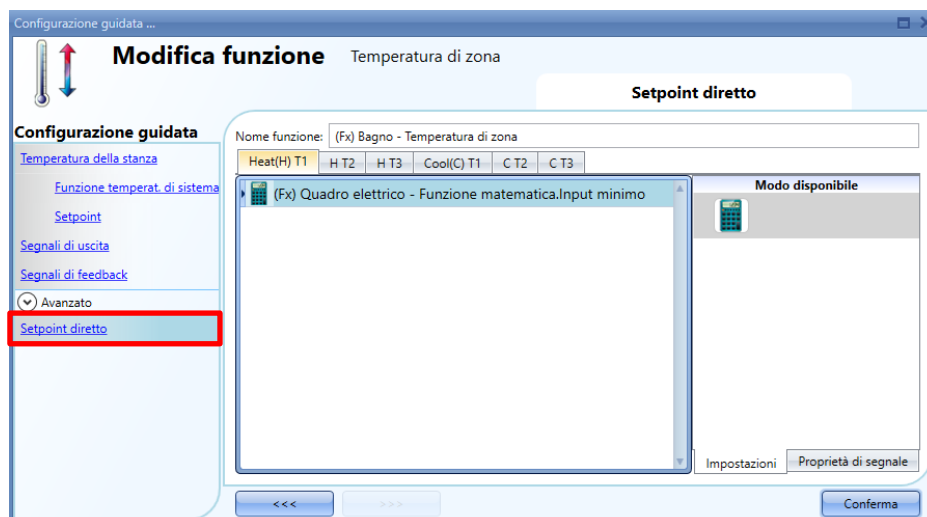 Configurazione guidata ...
Modifica funzione Temperatura di zona
Setpoint diretto
Configurazione guidata
Temperatura della stanza
Funzione temperat. di sistema
Setpoint
Segnali di uscita
Segnali di feedback
Avanzato
Setpoint diretto
Nome funzione: (Fx) Bagno - Temperatura di zona
Heat(H) T1 H T2 H T3 Cool(C) T1 C T2 C T3
(Fx) Quadro elettrico - Funzione matematica.Input minimo
Modo disponibile
Impostazioni Proprietà di segnale
<<< >>> Conferma